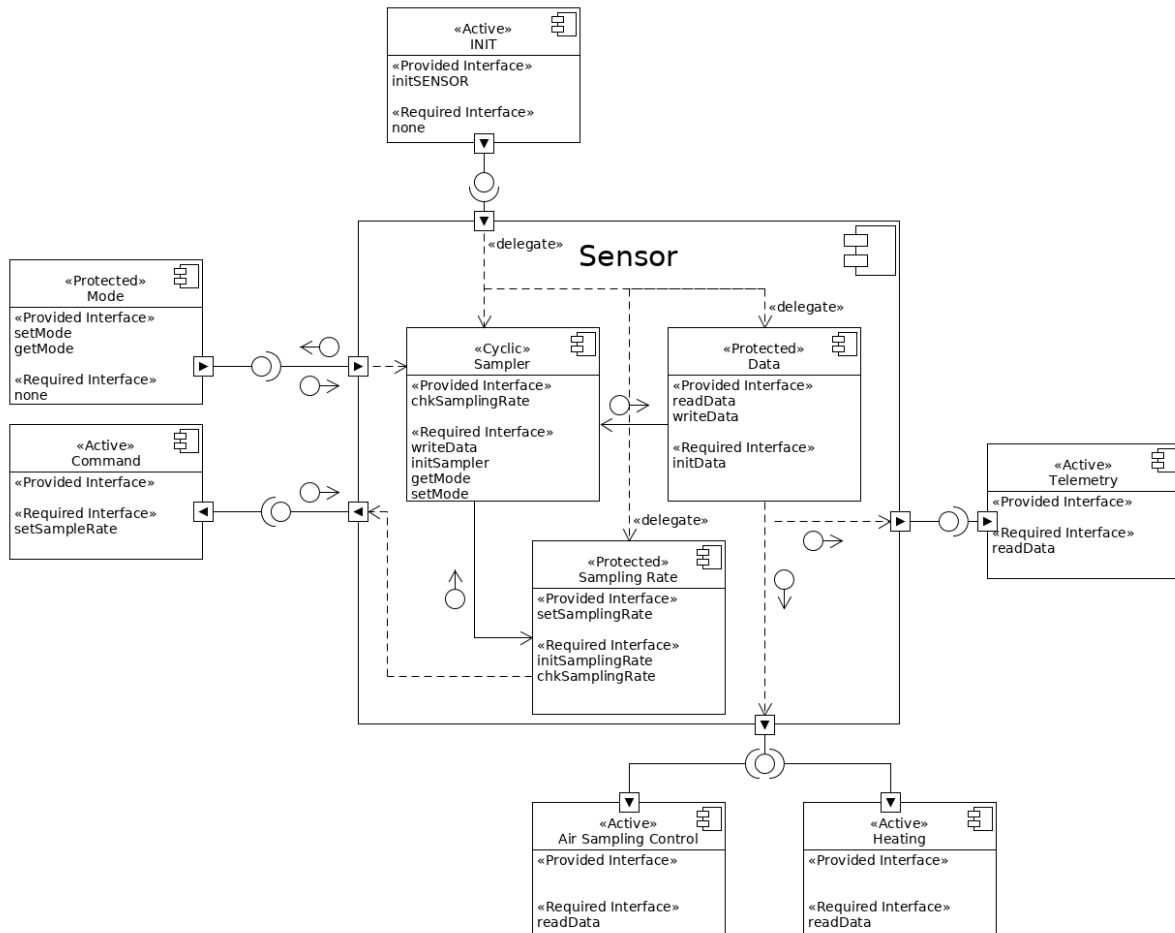 «Active»
INIT
«Provided Interface»
initSENSOR
«Required Interface»
none
«delegate»
Sensor
«Protected»
Mode
«Provided Interface»
setMode
getMode
«Required Interface»
none
«delegate»
«Cyclic»
Sampler
«Provided Interface»
chkSamplingRate
«Required Interface»
writeData
initSampler
getMode
setMode
«Protected»
Data
«Provided Interface»
readData
writeData
«Required Interface»
initData
«Active»
Command
«Provided Interface»
«Required Interface»
setSampleRate
«Active»
Telemetry
«Provided Interface»
«Required Interface»
readData
«delegate»
«Protected»
Sampling Rate
«Provided Interface»
setSamplingRate
«Required Interface»
initSamplingRate
chkSamplingRate
«Active»
Air Sampling Control
«Provided Interface»
«Required Interface»
readData
«Active»
Heating
«Provided Interface»
«Required Interface»
readData